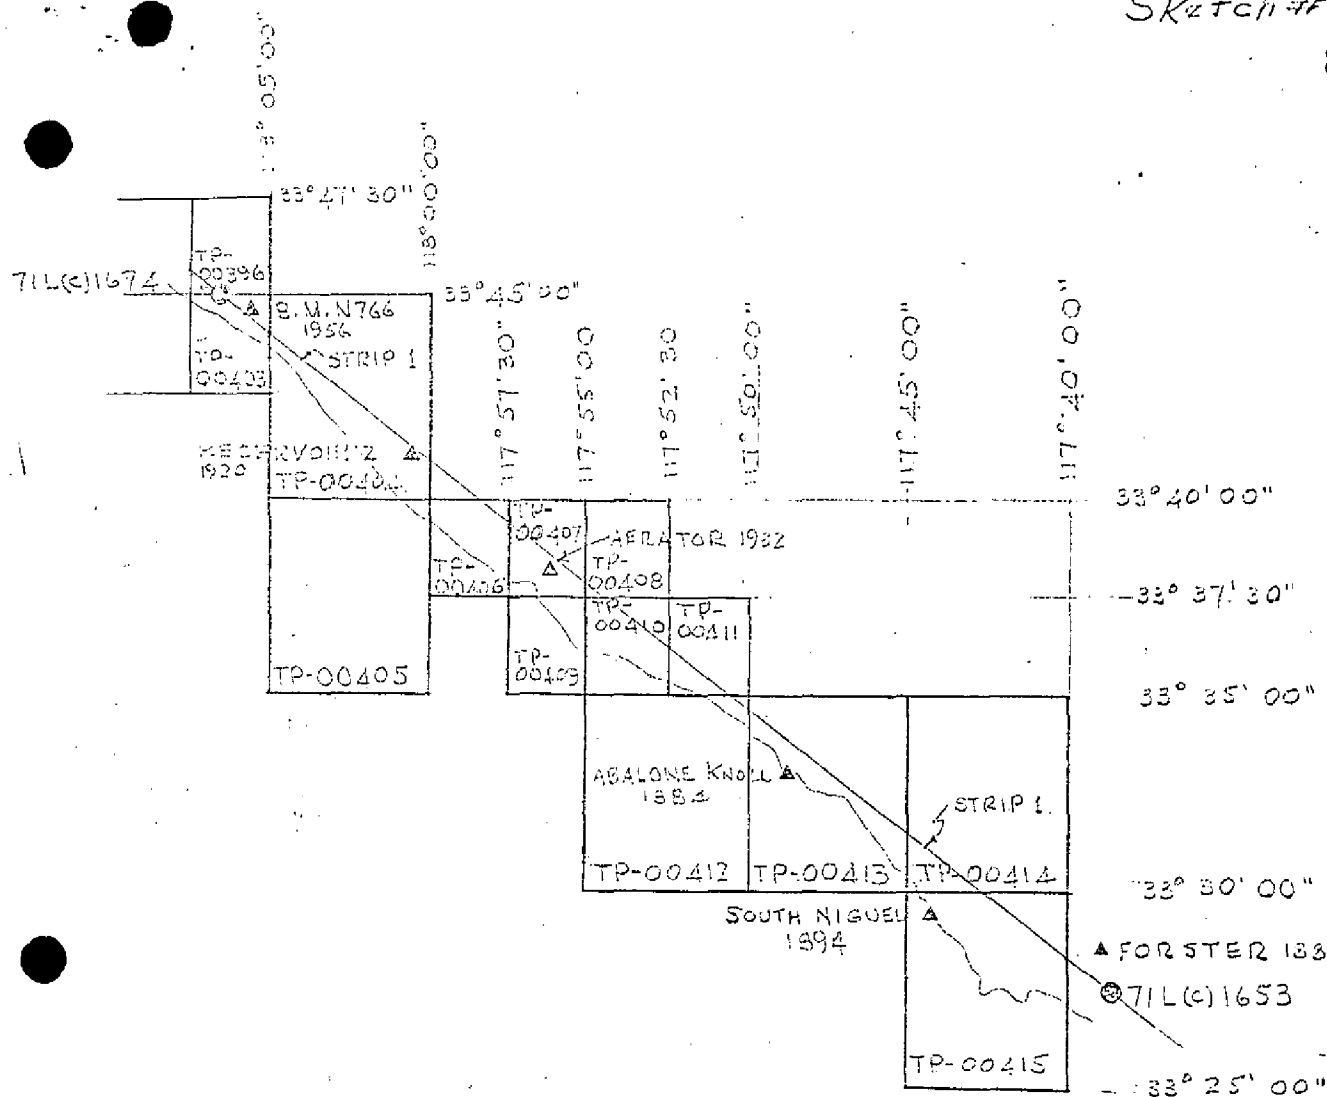 118° 05' 00"
33° 47' 30"
118° 00' 00"
TP-
00396
71L(c)1674
33° 45' 00"
B.M. N766
1956
STRIP 1
TP-
00403
117° 57' 30"
117° 55' 00
117° 52' 30
117° 50' 00"
117° 45' 00"
117° 40' 00"
1920
TP-00404
33° 40' 00"
TP-
00407
AERATOR 1932
TP-
00406
TP-
00408
33° 37' 30"
TP-
00410
TP-
00411
TP-
00409
TP-00405
33° 35' 00"
ABALONE KNOLL
STRIP 1.
TP-00412
TP-00413
TP-00414
33° 30' 00"
SOUTH NIGUEL
1894
FORSTER
71L(c)1653
TP-00415
33° 25' 00"